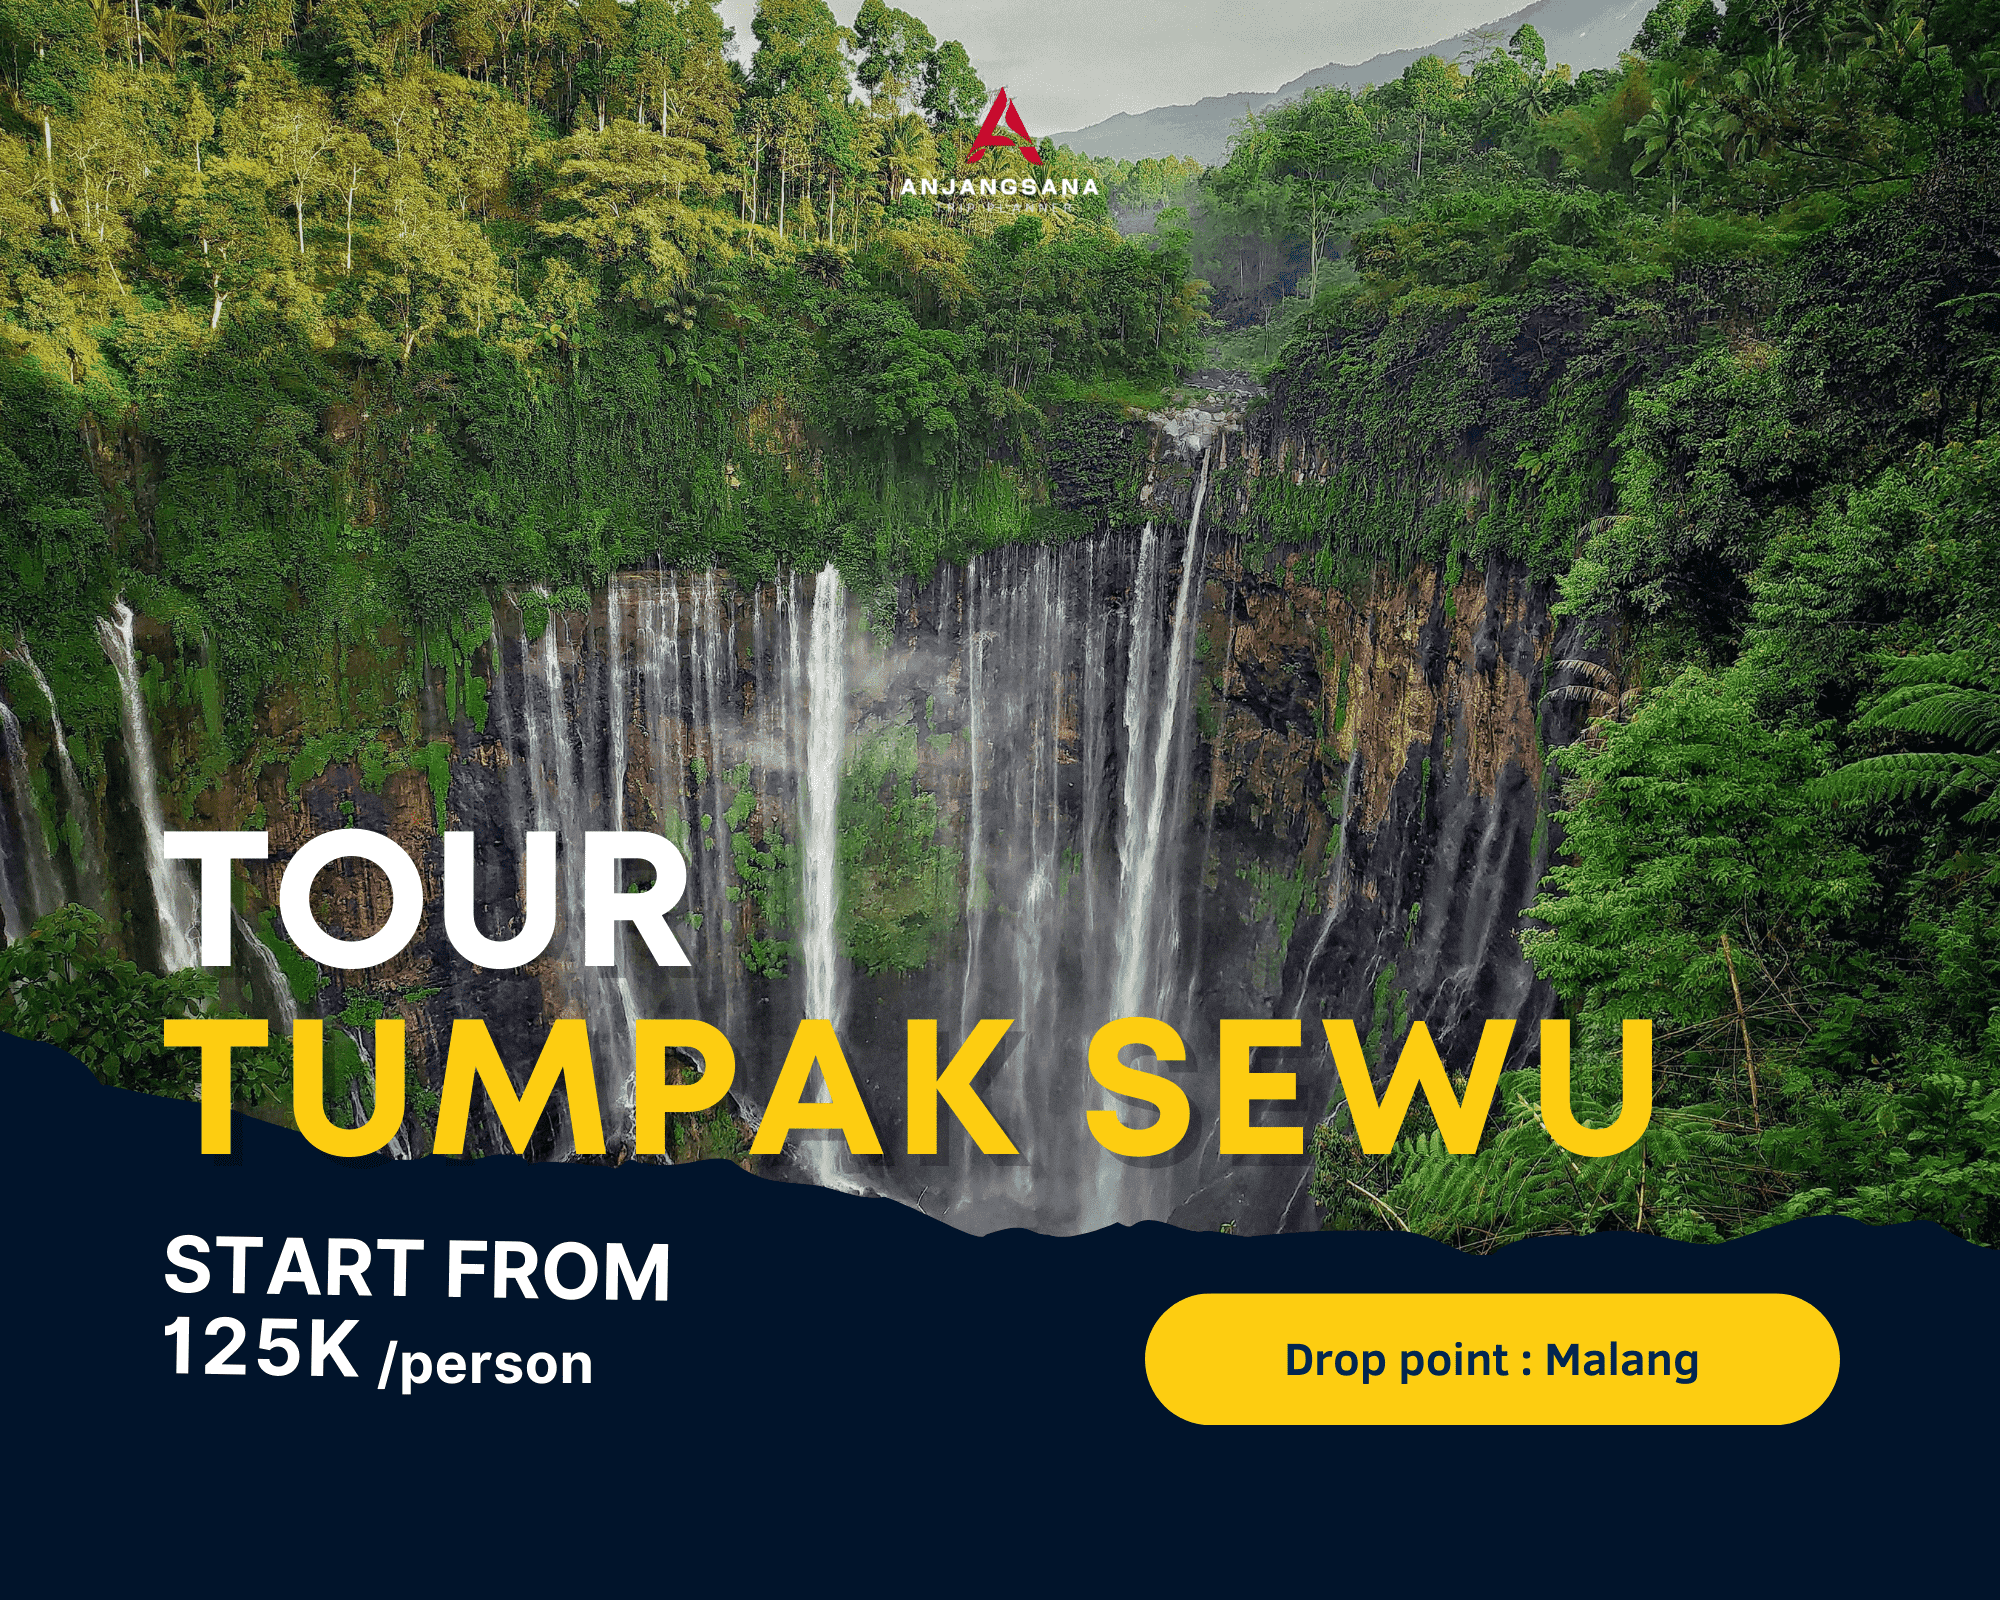 ANJANGSANA
TOUR
TUMPAK SEWU
START FROM
125K /person
Drop point : Malang